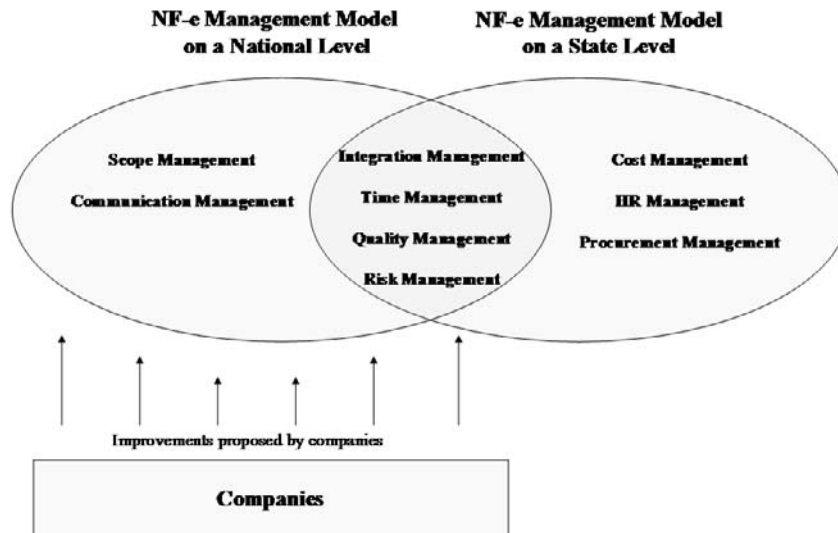 NF-e Management Model
on a National Level
NF-e Management Model
on a State Level
Scope Management
Communication Management
Integration Management
Time Management
Quality Management
Risk Management
Cost Management
HR Management
Procurement Management
Improvements proposed by companies
Companies